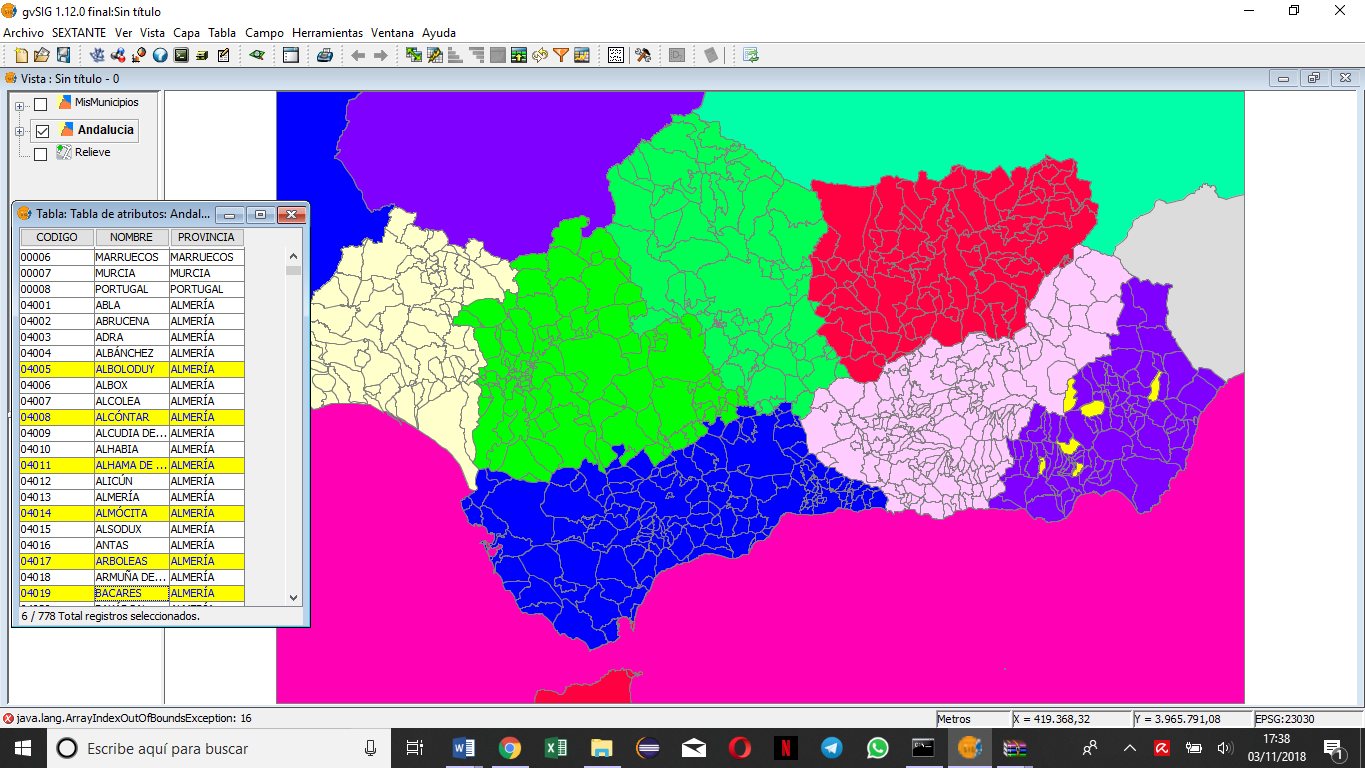 gvSIG 1.12.0 final:Sin título
Archivo SEXTANTE Ver Vista Capa Tabla Campo Herramientas Ventana Ayuda
Vista : Sin título - 0
MisMunicipios
Andalucia
Relieve
Tabla: Tabla de atributos: Andal...
CODIGO NOMBRE PROVINCIA
00006 MARRUECOS MARRUECOS
00007 MURCIA MURCIA
00008 PORTUGAL PORTUGAL
04001 ABLA ALMERÍA
04002 ABRUCENA ALMERÍA
04003 ADRA ALMERÍA
04004 ALBÁNCHEZ ALMERÍA
04005 ALBOLODUY ALMERÍA
04006 ALBOX ALMERÍA
04007 ALCOLEA ALMERÍA
04008 ALCÓNTAR ALMERÍA
04009 ALCUDIA DE... ALMERÍA
04010 ALHABIA ALMERÍA
04011 ALHAMA DE ... ALMERÍA
04012 ALICÚN ALMERÍA
04013 ALMERÍA ALMERÍA
04014 ALMÓCITA ALMERÍA
04015 ALSODUX ALMERÍA
04016 ANTAS ALMERÍA
04017 ARBOLEAS ALMERÍA
04018 ARMUÑA DE... ALMERÍA
04019 BACARES ALMERÍA
6 / 778 Total registros seleccionados.
java.lang.ArrayIndexOutOfBoundsException: 16
Metros X = 419.368,32 Y = 3.965.791,08 EPSG:23030
Escribe aquí para buscar
17:38
03/11/2018
1